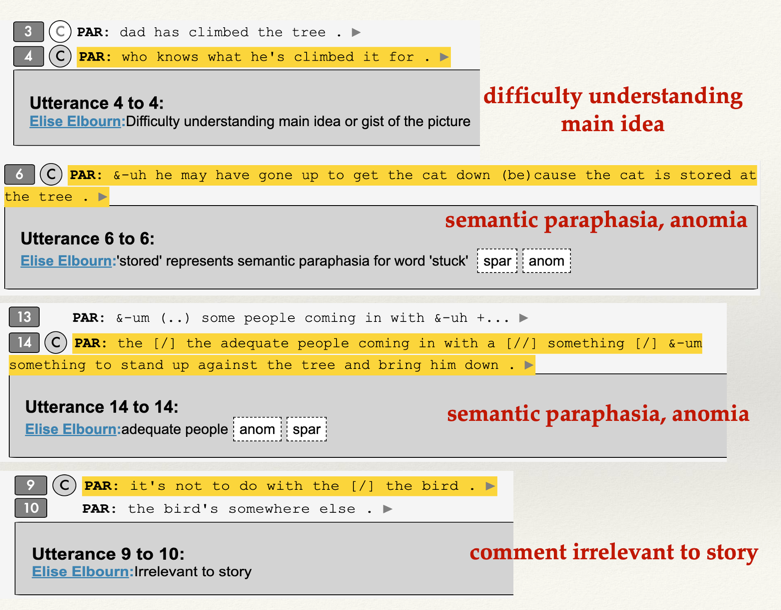 3 C PAR: dad has climbed the tree . ▶
4 C PAR: who knows what he's climbed it for . ▶
Utterance 4 to 4:
Elise Elbourn:Difficulty understanding main idea or gist of the picture
difficulty understanding
main idea
6 C PAR: &-uh he may have gone up to get the cat down (be)cause the cat is stored at
the tree . ▶
semantic paraphasia, anomia
Utterance 6 to 6:
Elise Elbourn:'stored' represents semantic paraphasia for word 'stuck' spar anom
13 PAR: &-um (..) some people coming in with &-uh +... ▶
14 C PAR: the [/] the adequate people coming in with a [//] something [/] &-um
something to stand up against the tree and bring him down . ▶
Utterance 14 to 14:
Elise Elbourn:adequate people anom spar
semantic paraphasia, anomia
9 C PAR: it's not to do with the [/] the bird . ▶
10 PAR: the bird's somewhere else . ▶
Utterance 9 to 10:
Elise Elbourn:Irrelevant to story
comment irrelevant to story